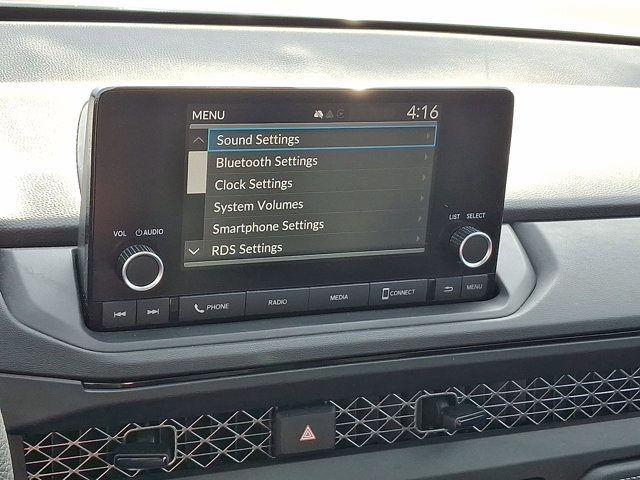 MENU 4:16
Sound Settings
Bluetooth Settings
Clock Settings
System Volumes
Smartphone Settings
RDS Settings
VOL AUDIO
LIST SELECT
PHONE RADIO MEDIA CONNECT MENU